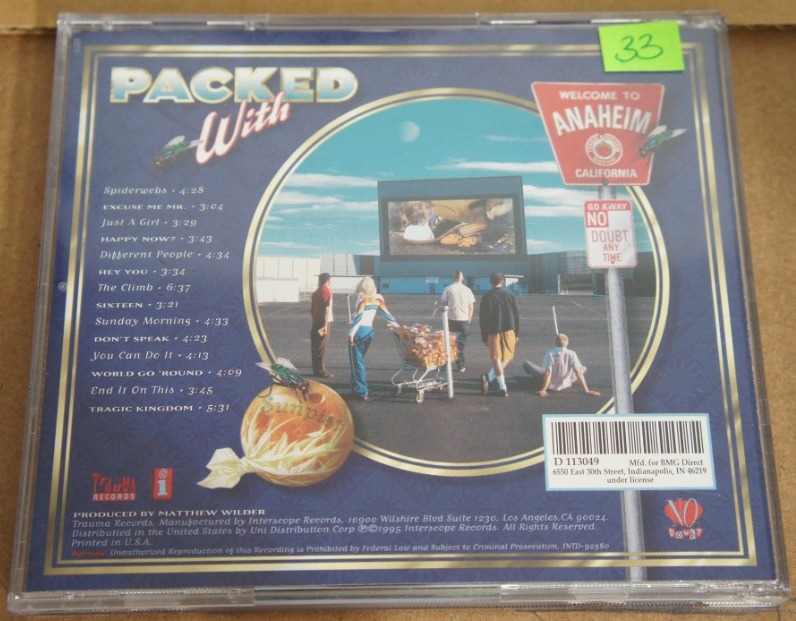 33
PACKED
With
WELCOME TO
ANAHEIM
CALIFORNIA
GO AWAY
NO
DOUBT
ANY
TIME
Spiderwebs • 4:28
EXCUSE ME MR. • 3:04
Just A Girl • 3:29
HAPPY NOW? • 3:43
Different People • 4:34
HEY YOU • 3:34
The Climb • 6:37
SIXTEEN • 3:21
Sunday Morning • 4:33
DON'T SPEAK • 4:23
You Can Do It • 4:13
WORLD GO 'ROUND • 4:09
End It On This • 3:45
TRAGIC KINGDOM • 5:31
Sunpist
D 113049 Mfd. for BMG Direct
6550 East 30th Street, Indianapolis, IN 46219
under license
TRAUMA
RECORDS
i
PRODUCED BY MATTHEW WILDER
Trauma Records, Manufactured by Interscope Records, 10900 Wilshire Blvd Suite 1230, Los Angeles, CA 90024.
Distributied in the United States by Uni Distribution Corp ℗©1995 Interscope Records. All Rights Reserved.
Printed in U.S.A.
Warning: Unauthorized Reproduction of this Recording is Prohibited by Federal Law and Subject to Criminal Prosecution. INTD-92580
NO
DOUBT